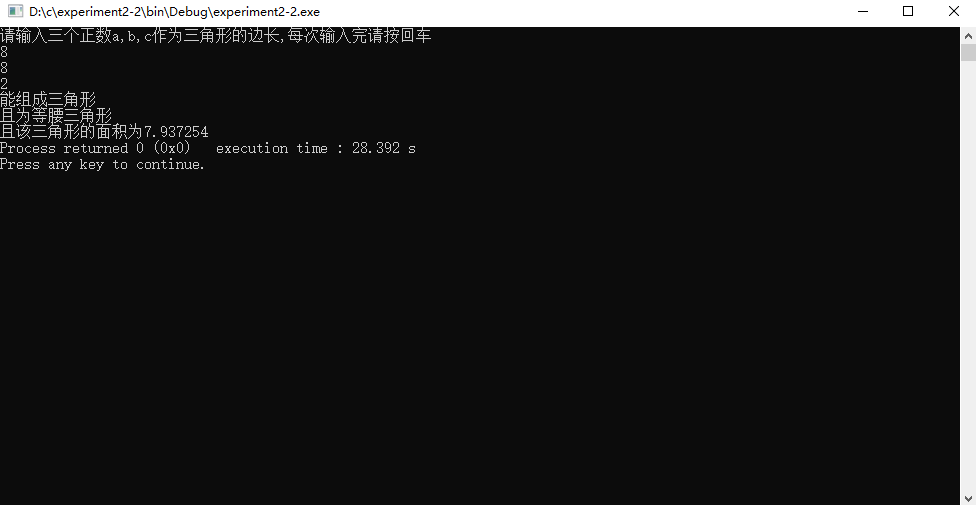 D:\c\experiment2-2\bin\Debug\experiment2-2.exe
请输入三个正数a,b,c作为三角形的边长,每次输入完请按回车
8
8
2
能组成三角形
且为等腰三角形
且该三角形的面积为7.937254
Process returned 0 (0x0)   execution time : 28.392 s
Press any key to continue.